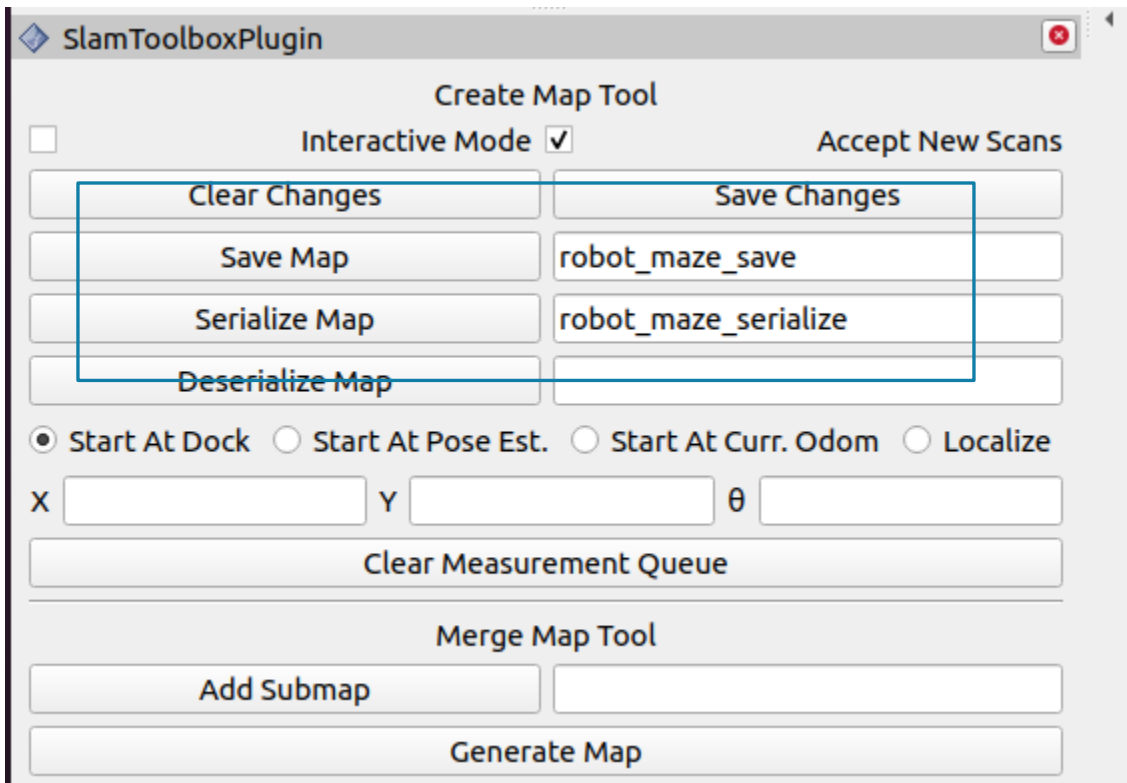 SlamToolboxPlugin
Create Map Tool
Interactive Mode Accept New Scans
Clear Changes Save Changes
Save Map robot_maze_save
Serialize Map robot_maze_serialize
Deserialize Map
Start At Dock Start At Pose Est. Start At Curr. Odom Localize
X Y θ
Clear Measurement Queue
Merge Map Tool
Add Submap
Generate Map